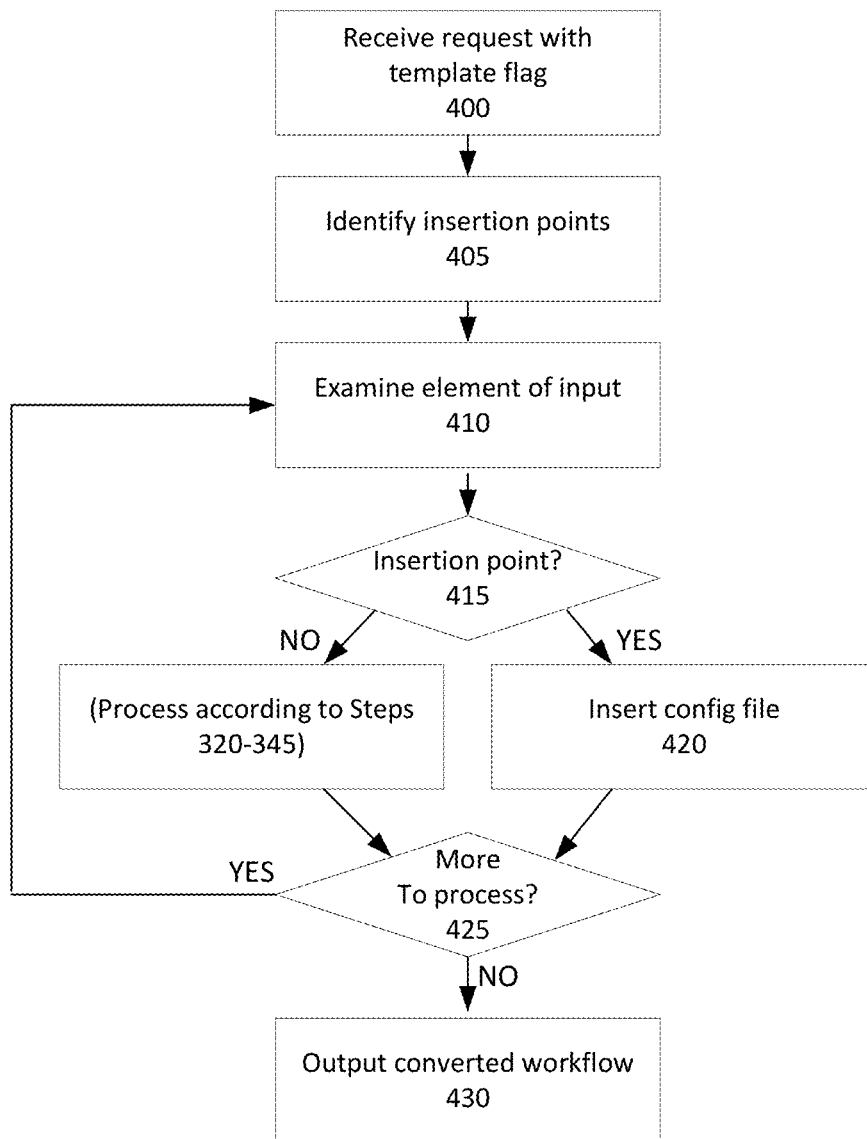 Receive request with
template flag
400
Identify insertion points
405
Examine element of input
410
Insertion point?
415
NO
YES
(Process according to Steps
320-345)
Insert config file
420
More
To process?
425
YES
NO
Output converted workflow
430